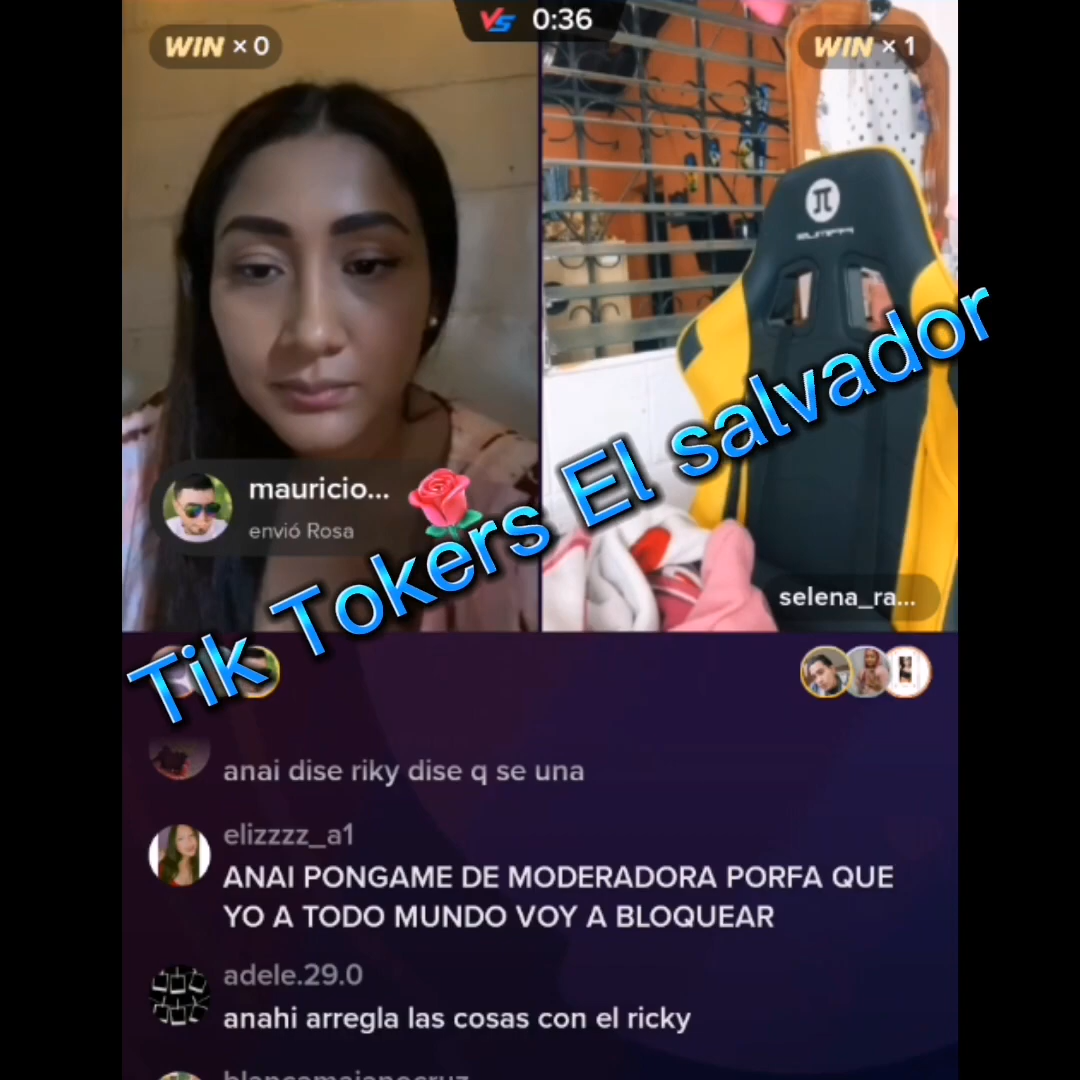 VS 0:36
WIN × 0
WIN × 1
mauricio...
envió Rosa
selena_ra...
Tik Tokers El salvador
anai dise riky dise q se una
elizzzz_a1
ANAI PONGAME DE MODERADORA PORFA QUE
YO A TODO MUNDO VOY A BLOQUEAR
adele.29.0
anahi arregla las cosas con el ricky